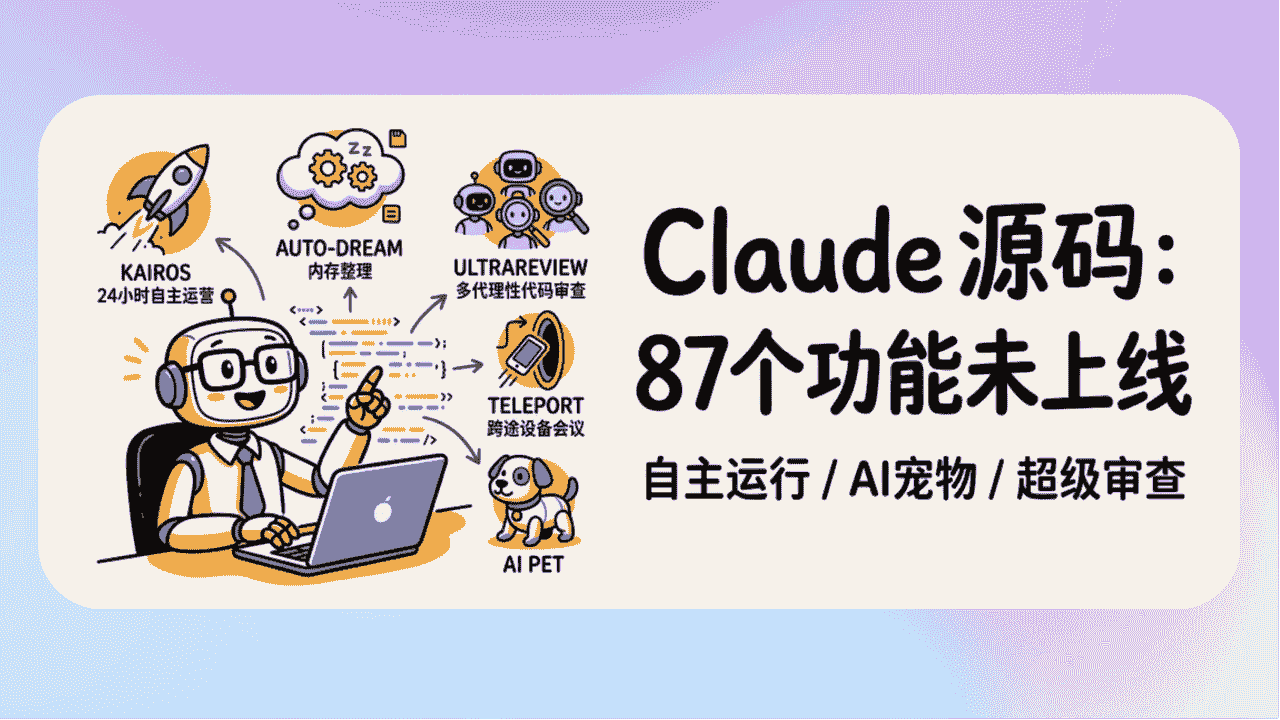 KAIROS
24小时自主运营
AUTO-DREAM
内存整理
ZZ
ULTRAREVIEW
多代理性代码审查
TELEPORT
跨途设备会议
AI PET
Claude 源码:
87个功能未上线
自主运行 / AI宠物 / 超级审查